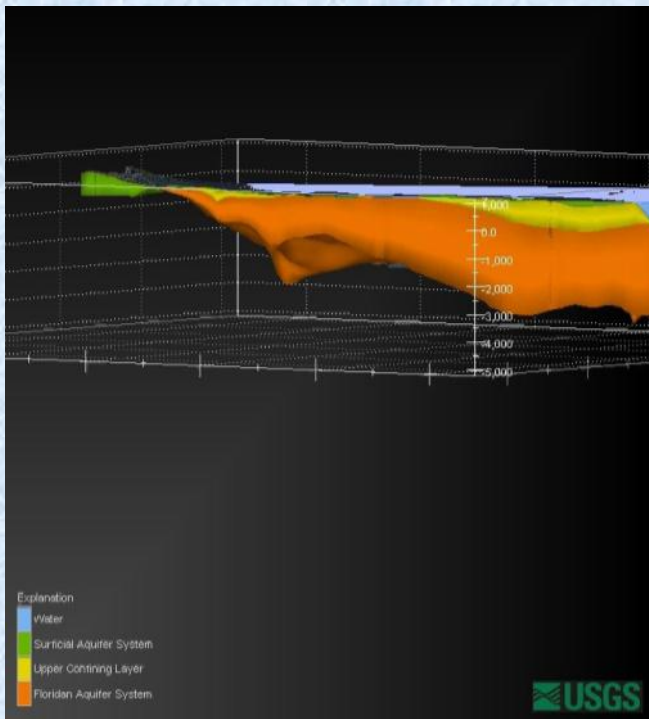 1,000
0.0
-1,000
-2,000
-3,000
-4,000
-5,000
Explanation
Water
Surficial Aquifer System
Upper Confining Layer
Floridan Aquifer System
USGS